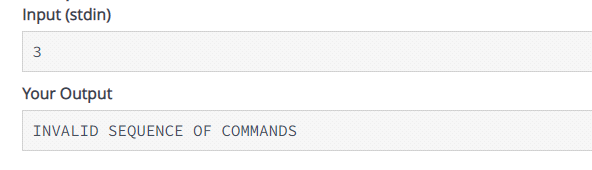 Input (stdin)
3
Your Output
INVALID SEQUENCE OF COMMANDS